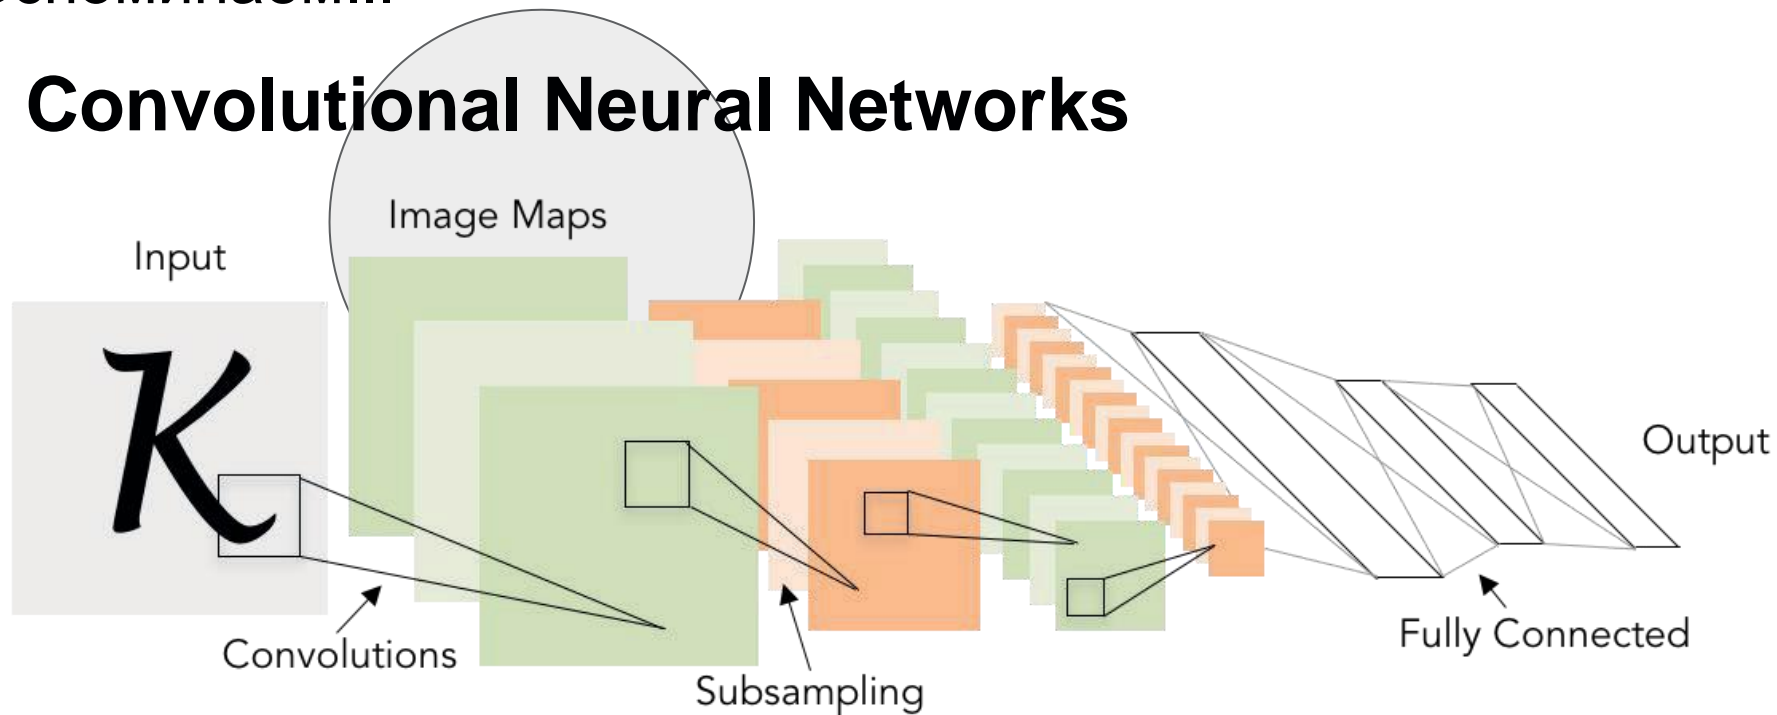 Convolutional Neural Networks
Image Maps
Input
K
Output
Convolutions
Fully Connected
Subsampling